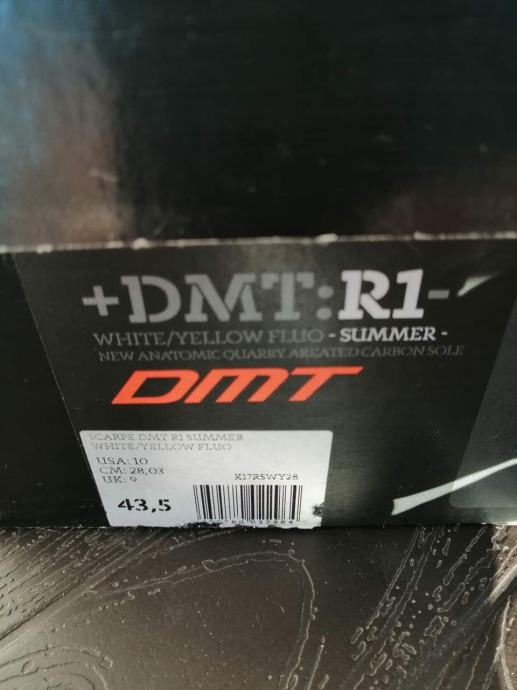 +DMT:R1-
WHITE/YELLOW FLUO - SUMMER -
NEW ANATOMIC QUARRY AREATED CARBON SOLE
DMT
SCARPE DMT R1 SUMMER
WHITE/YELLOW FLUO
USA: 10
CM: 28,03
UK: 9
K17RSWY28
43,5